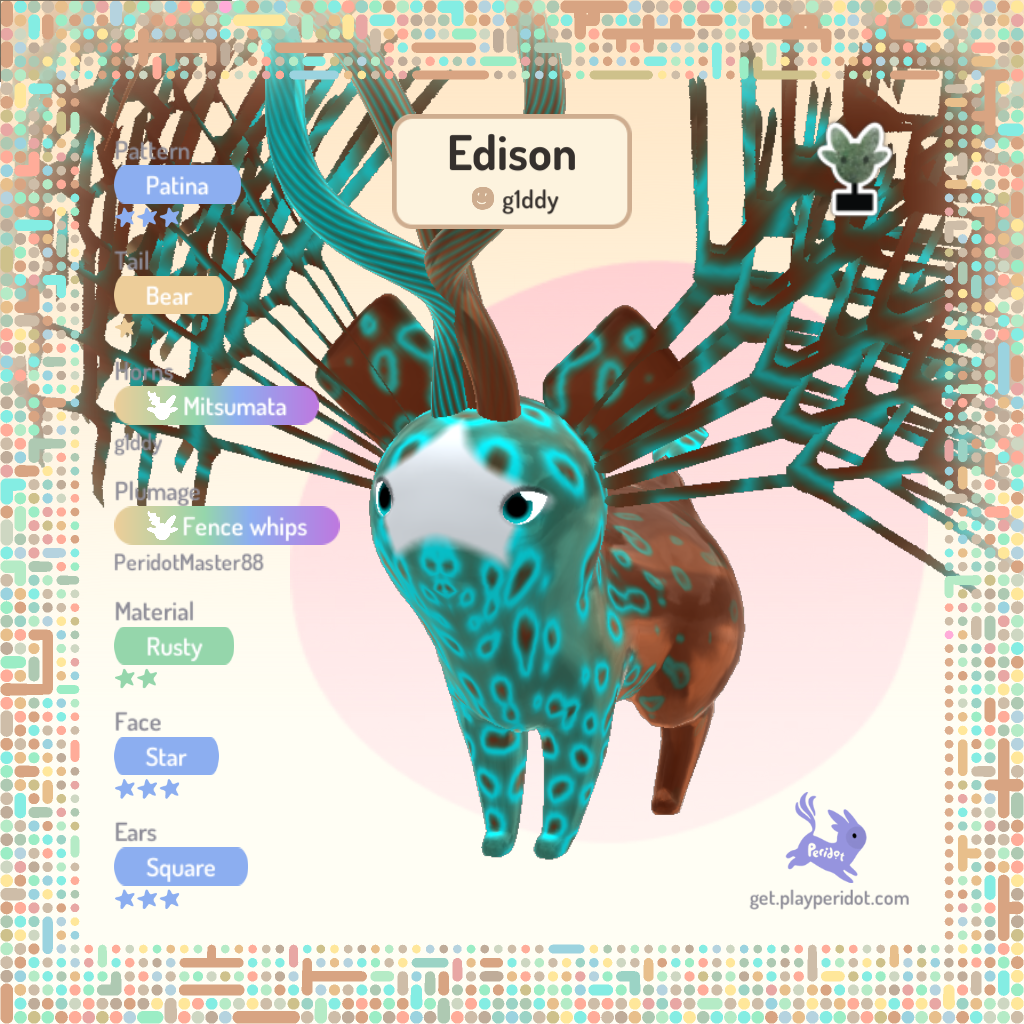 Edison
g1ddy
Pattern
Patina
Tail
Bear
Horns
Mitsumata
g1ddy
Plumage
Fence whips
PeridotMaster88
Material
Rusty
Face
Star
Ears
Square
Peridot
get.playperidot.com